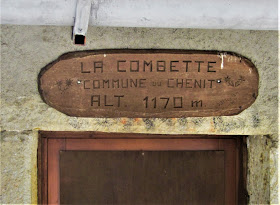 LA COMBETTE
COMMUNE DU CHENIT
ALT. 1170 m